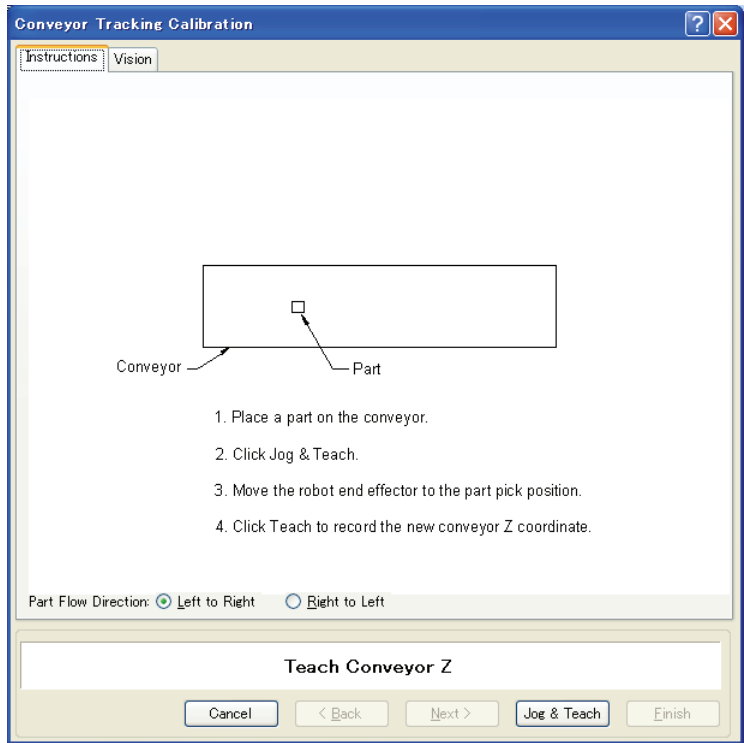 Conveyor Tracking Calibration
Instructions Vision
Conveyor
Part
1. Place a part on the conveyor.
2. Click Jog & Teach.
3. Move the robot end effector to the part pick position.
4. Click Teach to record the new conveyor Z coordinate.
Part Flow Direction: Left to Right Right to Left
Teach Conveyor Z
Cancel < Back Next > Jog & Teach Finish